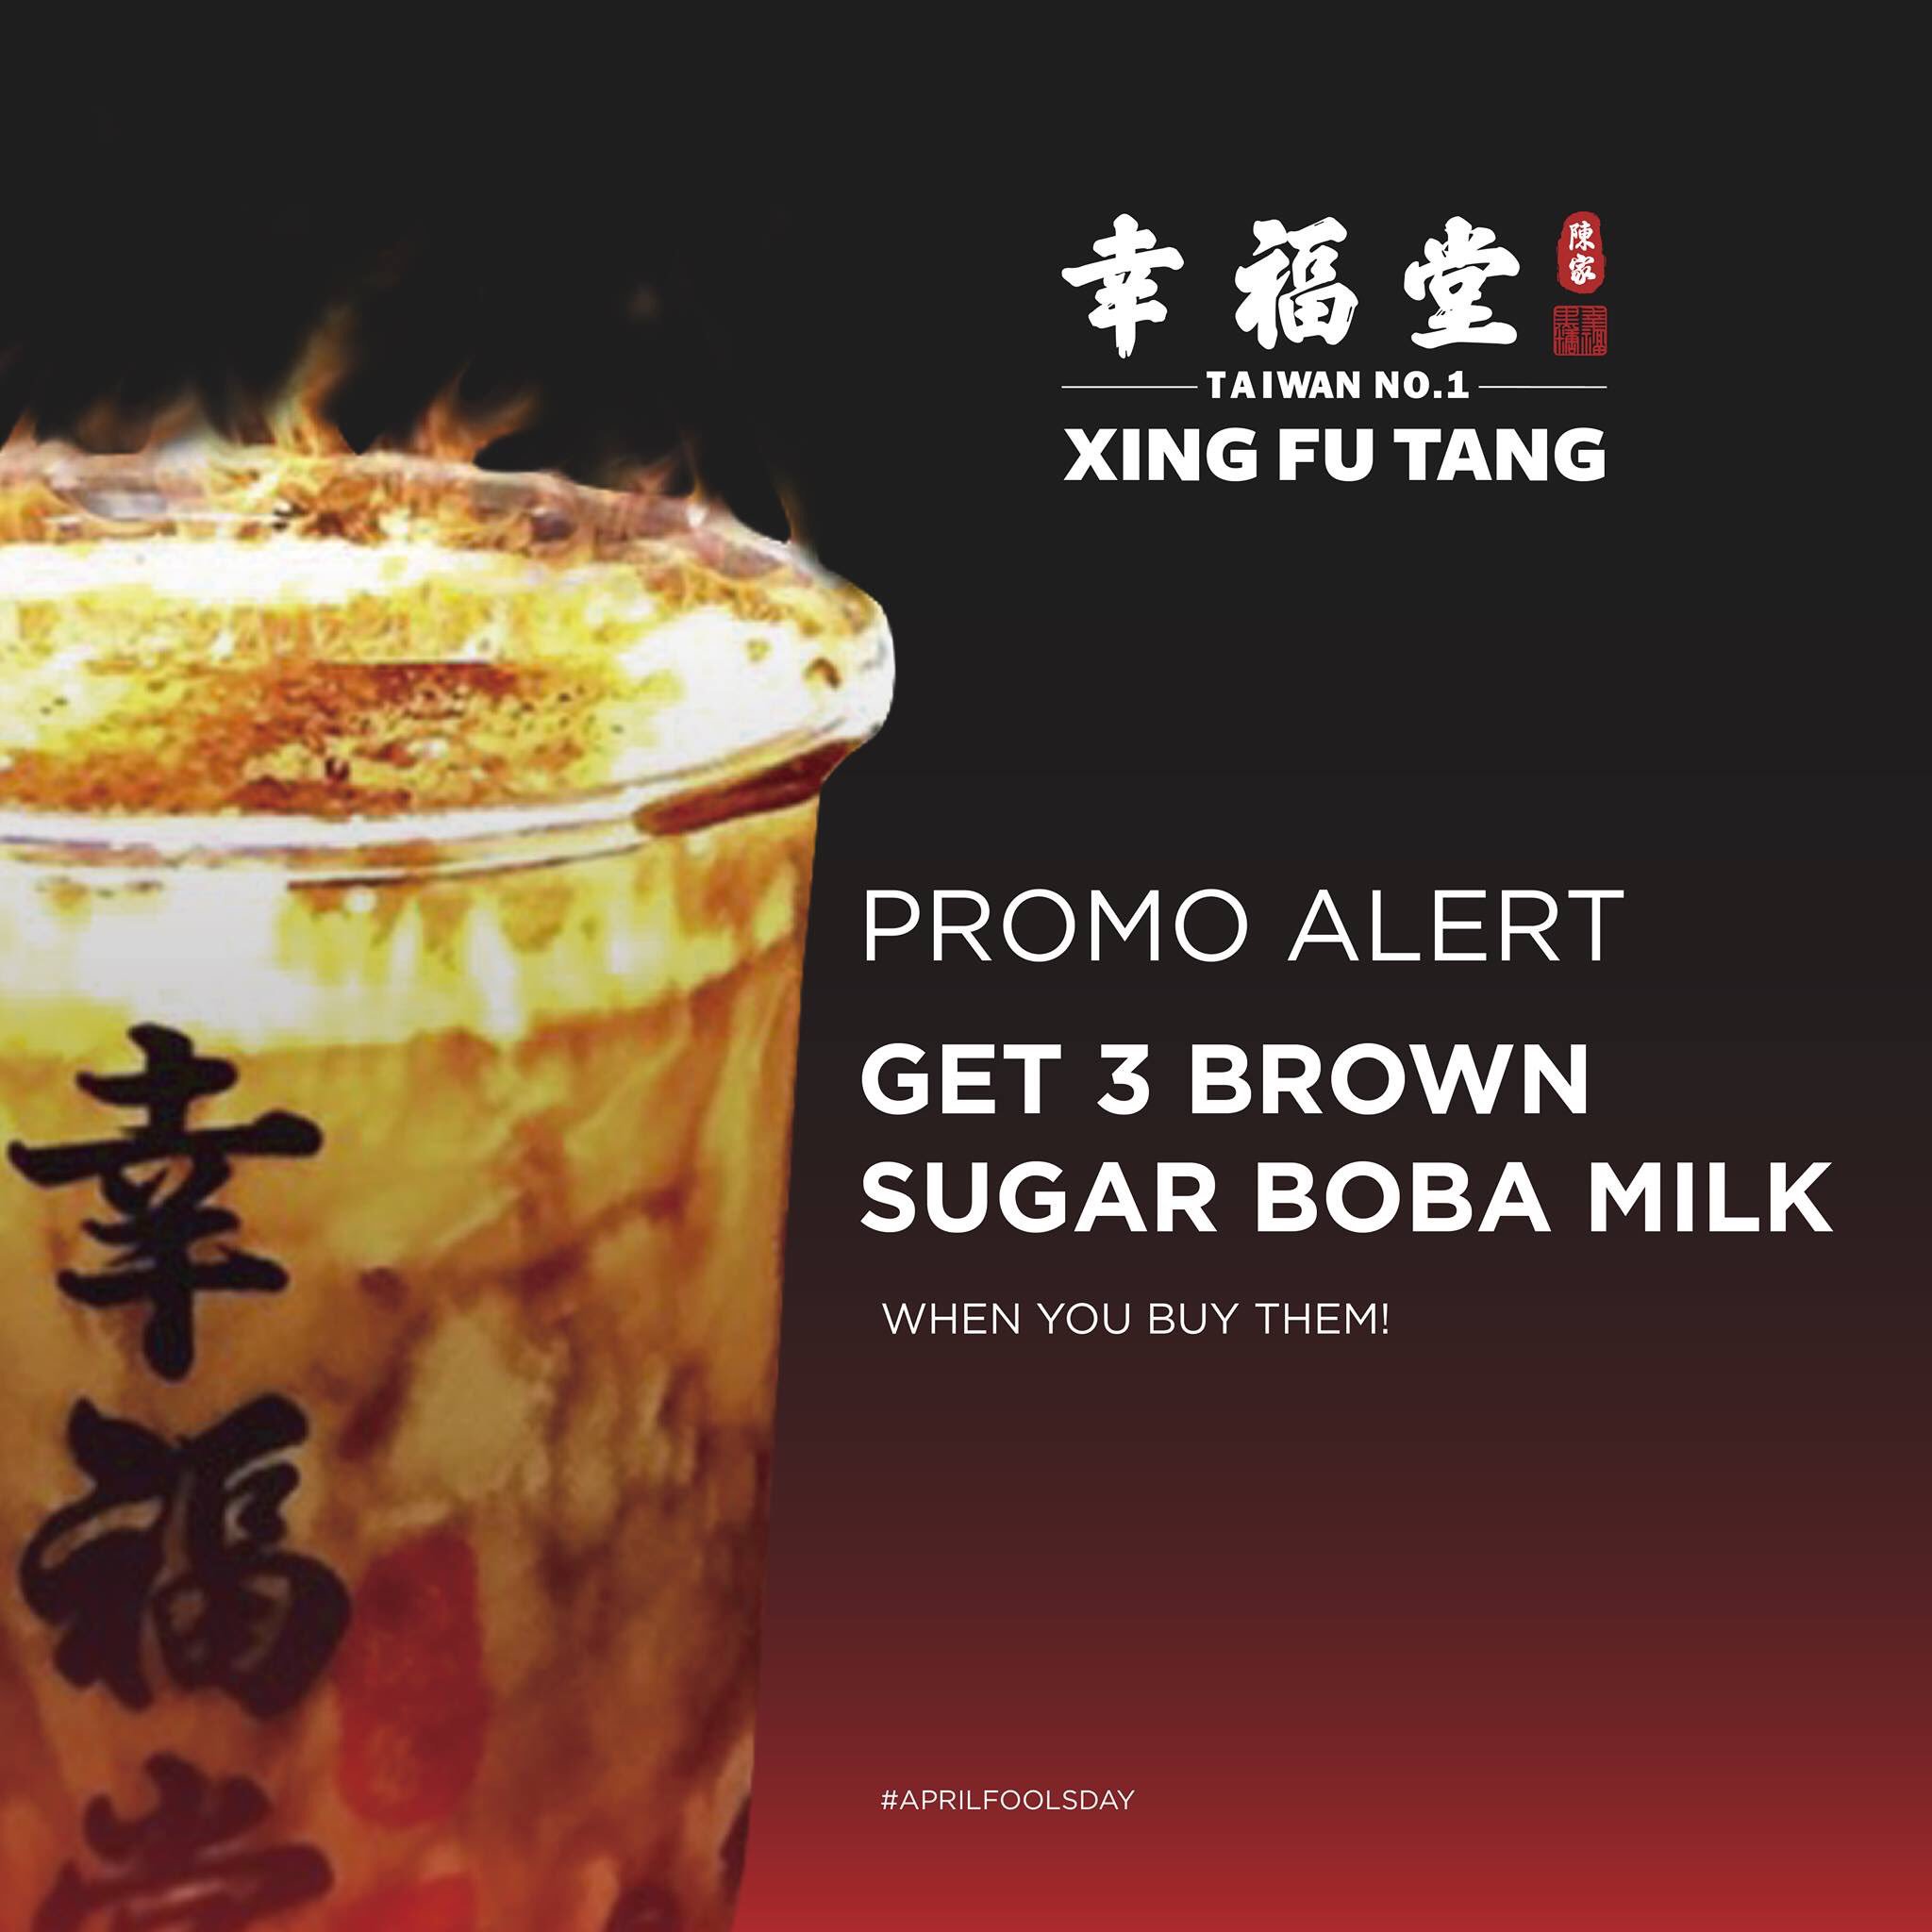 幸福堂
陳家
TAIWAN NO.1
XING FU TANG
PROMO ALERT
GET 3 BROWN
SUGAR BOBA MILK
WHEN YOU BUY THEM!
#APRILFOOLSDAY
幸
福
堂